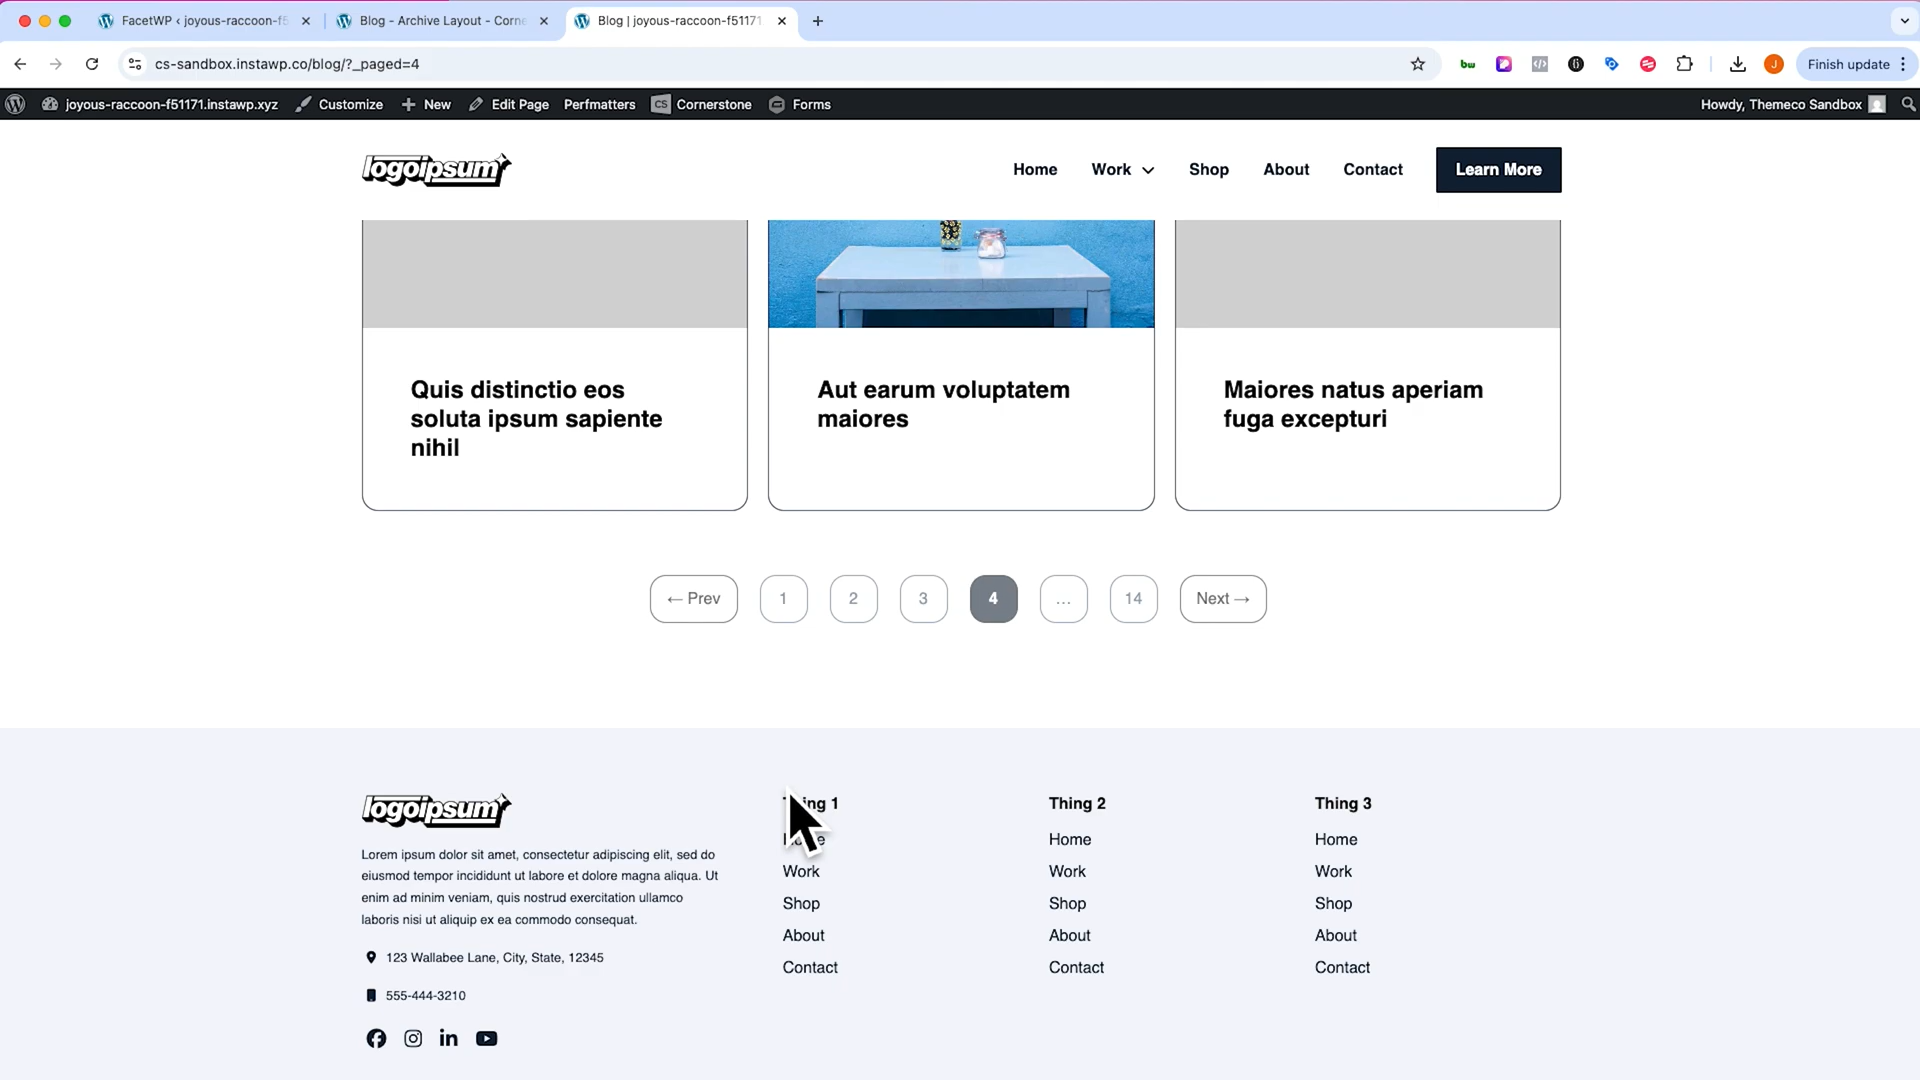 FacetWP ‹ joyous-raccoon-f5
Blog - Archive Layout - Corne
Blog | joyous-raccoon-f51171
cs-sandbox.instawp.co/blog/?_paged=4
bw
J
Finish update
joyous-raccoon-f51171.instawp.xyz
Customize
New
Edit Page
Perfmatters
CS Cornerstone
Forms
Howdy, Themeco Sandbox
logoipsum
Home
Work
Shop
About
Contact
Learn More
Quis distinctio eos
soluta ipsum sapiente
nihil
Aut earum voluptatem
maiores
Maiores natus aperiam
fuga excepturi
← Prev
1
2
3
4
…
14
Next →
logoipsum
Lorem ipsum dolor sit amet, consectetur adipiscing elit, sed do
eiusmod tempor incididunt ut labore et dolore magna aliqua. Ut
enim ad minim veniam, quis nostrud exercitation ullamco
laboris nisi ut aliquip ex ea commodo consequat.
123 Wallabee Lane, City, State, 12345
555-444-3210
Thing 1
Home
Work
Shop
About
Contact
Thing 2
Home
Work
Shop
About
Contact
Thing 3
Home
Work
Shop
About
Contact